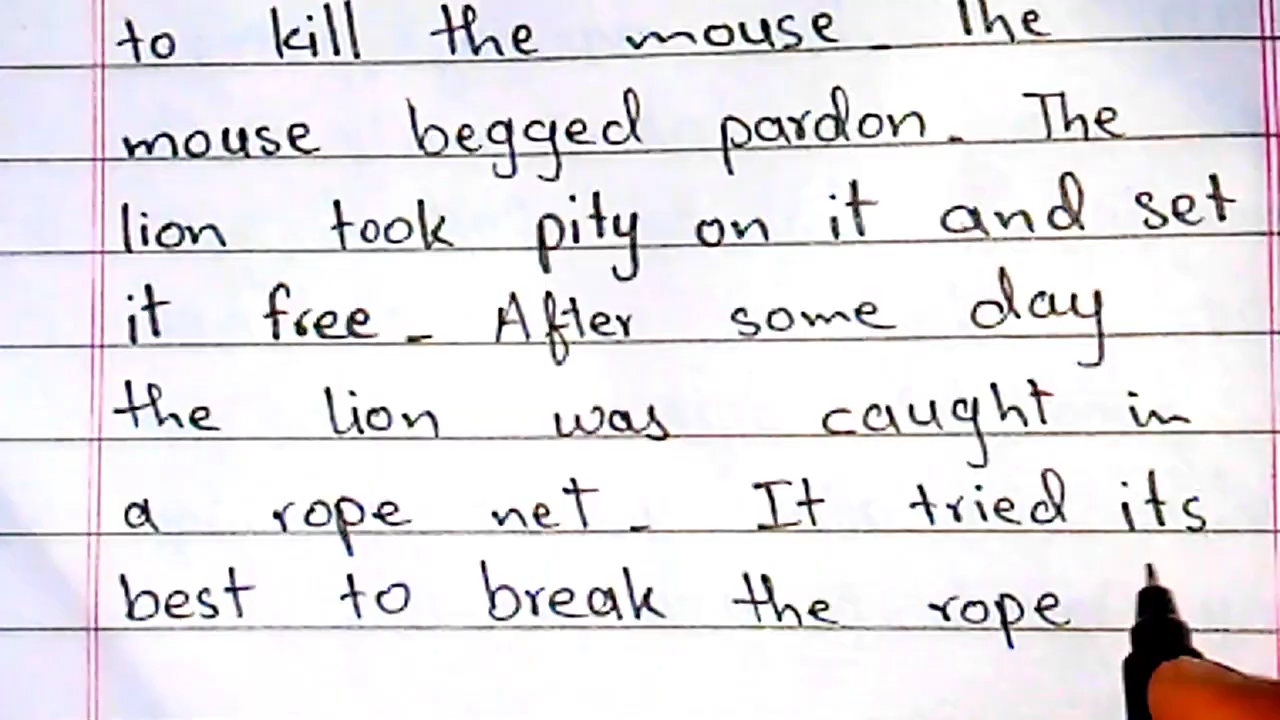 to kill the mouse. The
mouse begged pardon. The
lion took pity on it and set
it free. After some day
the lion was caught in
a rope net. It tried its
best to break the rope